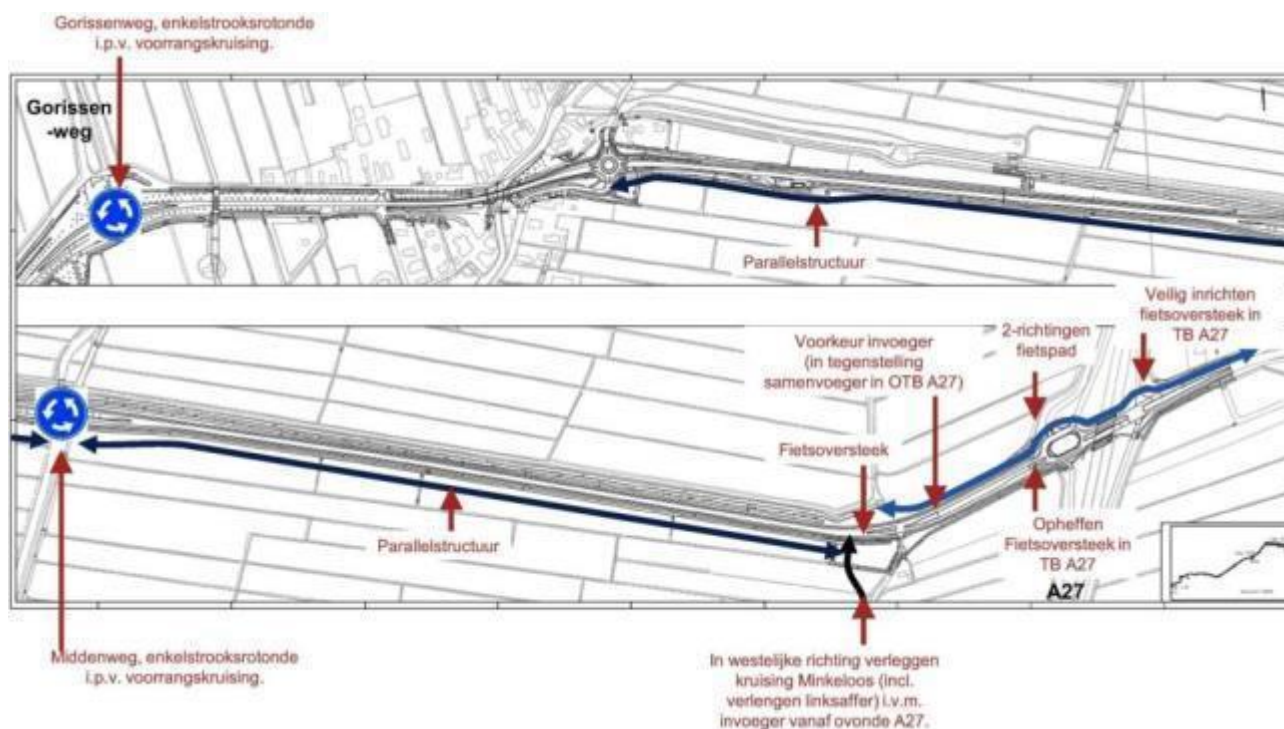 Gorissenweg, enkelstrooksrotonde
i.p.v. voorrangskruising.
Gorissen
-weg
Parallelstructuur
Veilig inrichten
fietsoversteek in
TB A27
2-richtingen
fietspad
Voorkeur invoeger
(in tegenstelling
samenvoeger in OTB A27)
Fietsoversteek
Parallelstructuur
Opheffen
Fietsoversteek in
TB A27
A27
Middenweg, enkelstrooksrotonde
i.p.v. voorrangskruising.
In westelijke richting verleggen
kruising Minkeloos (incl.
verlengen linksaffer) i.v.m.
invoeger vanaf ovonde A27.